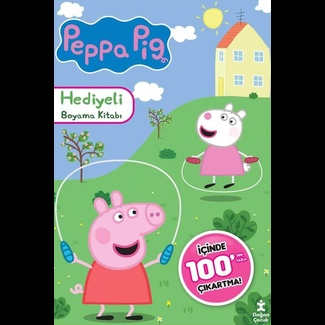 Peppa Pig
Hediyeli
Boyama Kitabı
İÇİNDE
100'
ÇIKARTMA!
Doğan
Çocuk